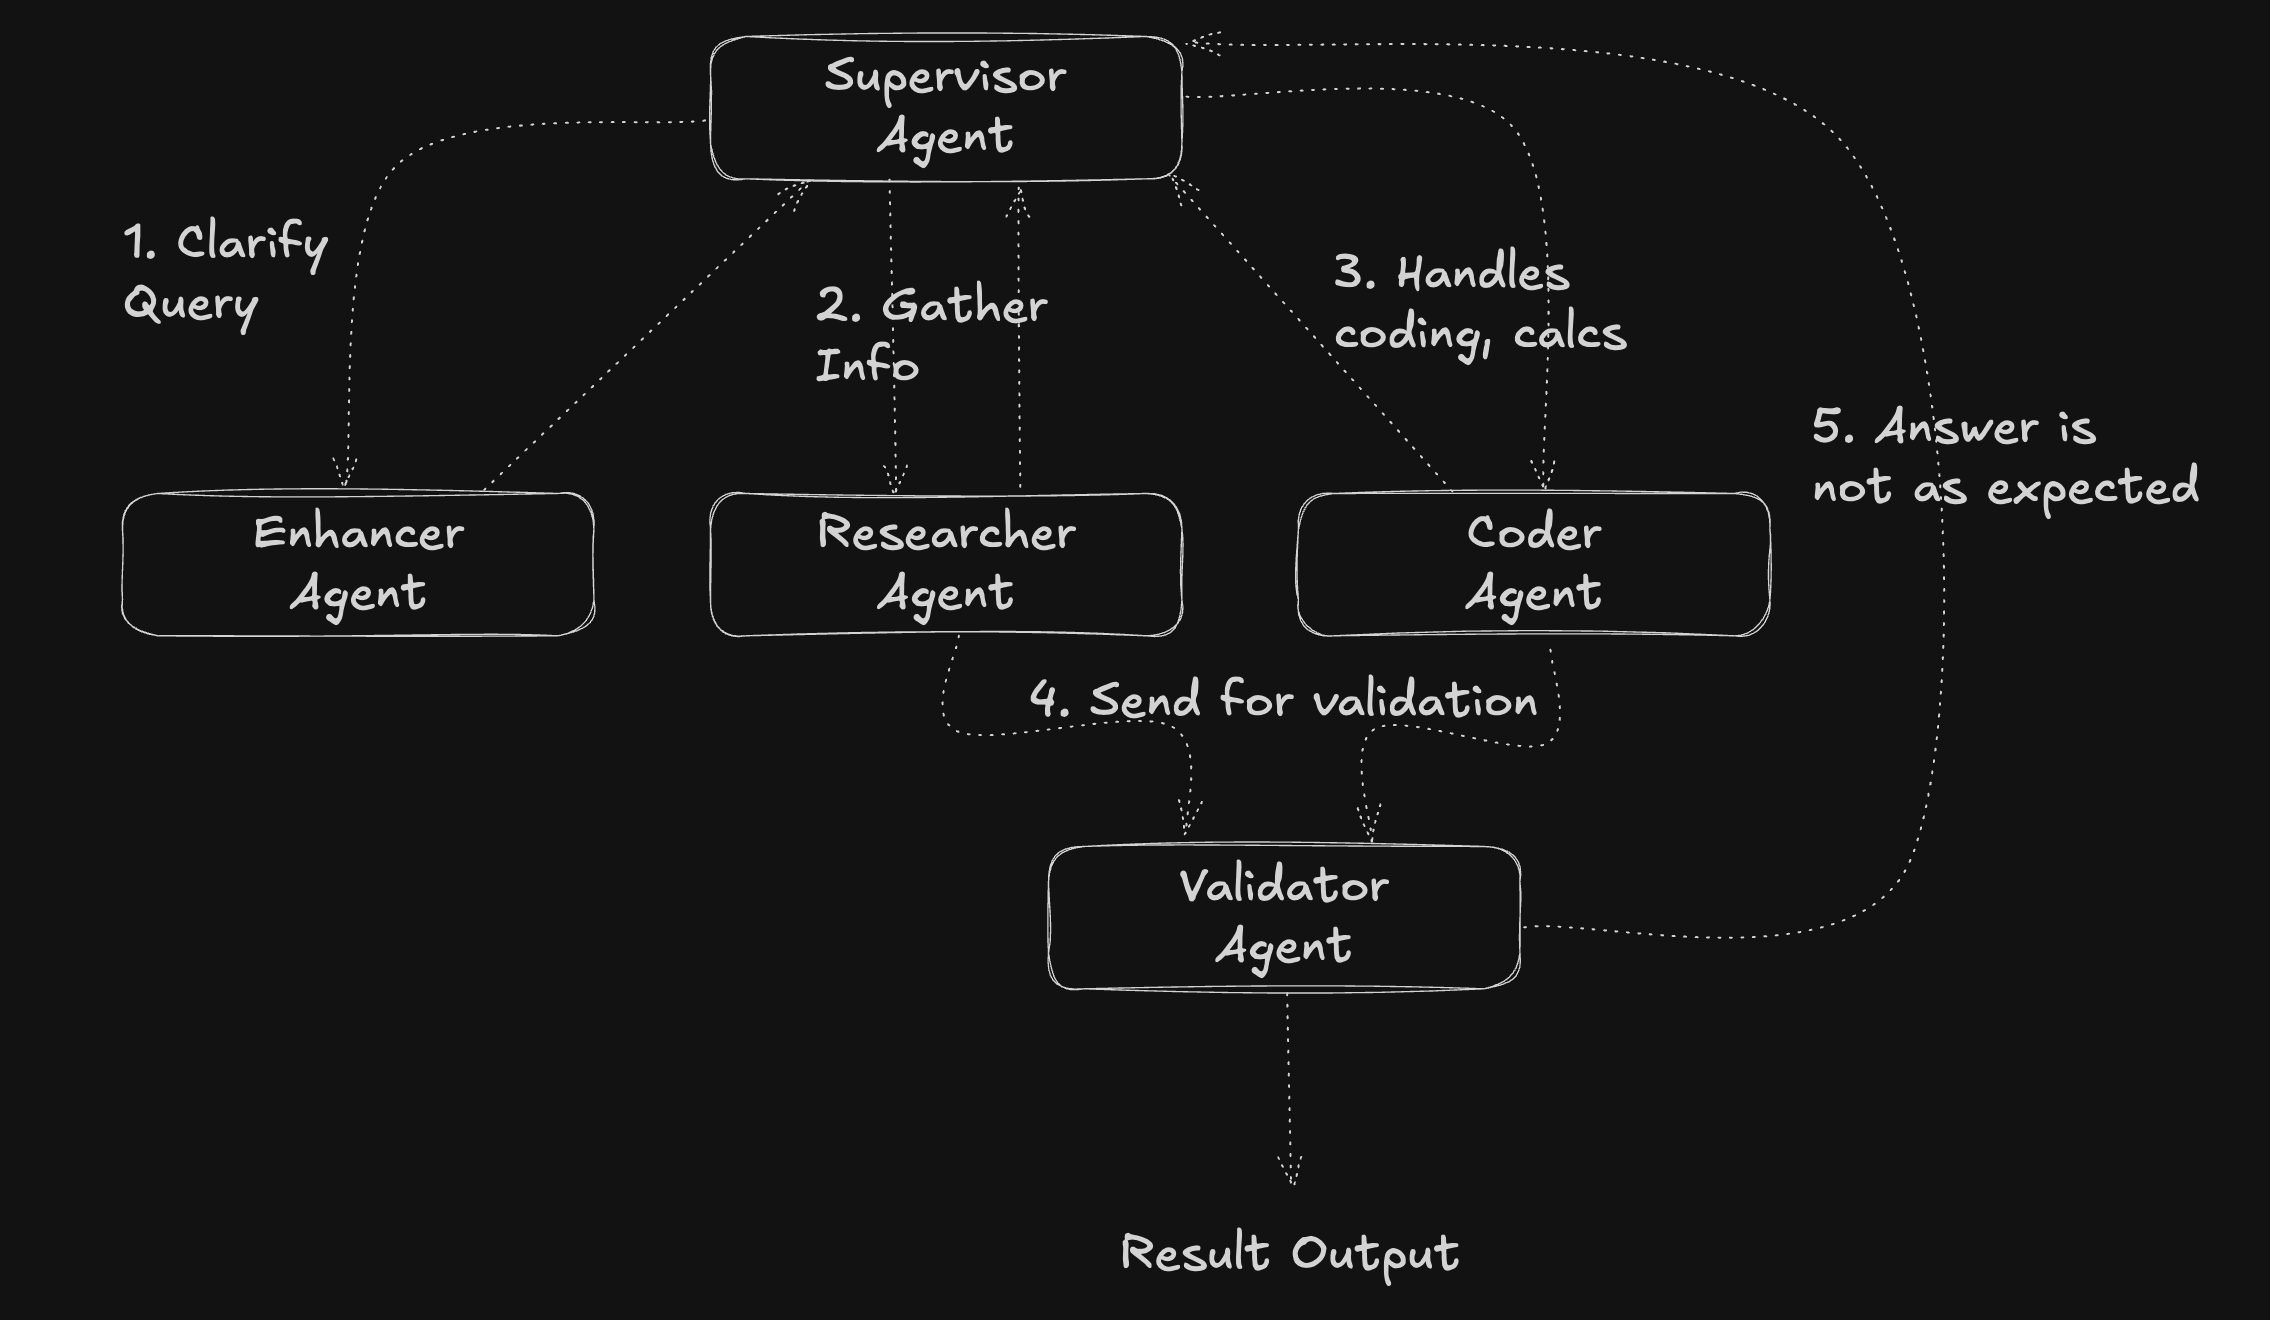 Supervisor
Agent
1. Clarify
Query
2. Gather
Info
3. Handles
coding, calcs
5. Answer is
not as expected
Enhancer
Agent
Researcher
Agent
Coder
Agent
4. Send for validation
Validator
Agent
Result Output